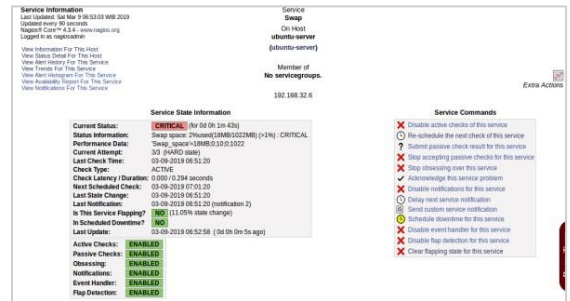 Service Information
Last Updated: Sat Mar 9 06:53:03 WIB 2019
Updated every 90 seconds
Nagios® Core™ 4.3.4 - www.nagios.org
Logged in as nagiosadmin
View Information For This Host
View Status Detail For This Host
View Alert History For This Service
View Trends For This Service
View Alert Histogram For This Service
View Availability Report For This Service
View Notifications For This Service
Service
Swap
On Host
ubuntu-server
(ubuntu-server)
Member of
No servicegroups.
192.168.32.6
Extra Actions
Service State Information
Current Status: CRITICAL (for 0d 0h 1m 43s)
Status Information: Swap space: 2%used(18MB/1022MB) (>1%) : CRITICAL
Performance Data: 'Swap_space'=18MB;0;10;0;1022
Current Attempt: 3/3 (HARD state)
Last Check Time: 03-09-2019 06:51:20
Check Type: ACTIVE
Check Latency / Duration: 0.000 / 0.294 seconds
Next Scheduled Check: 03-09-2019 07:01:20
Last State Change: 03-09-2019 06:51:20
Last Notification: 03-09-2019 06:51:20 (notification 2)
Is This Service Flapping? NO (11.05% state change)
In Scheduled Downtime? NO
Last Update: 03-09-2019 06:52:58 ( 0d 0h 0m 5s ago)
Active Checks: ENABLED
Passive Checks: ENABLED
Obsessing: ENABLED
Notifications: ENABLED
Event Handler: ENABLED
Flap Detection: ENABLED
Service Commands
Disable active checks of this service
Re-schedule the next check of this service
Submit passive check result for this service
Stop accepting passive checks for this service
Stop obsessing over this service
Acknowledge this service problem
Disable notifications for this service
Delay next service notification
Send custom service notification
Schedule downtime for this service
Disable event handler for this service
Disable flap detection for this service
Clear flapping state for this service